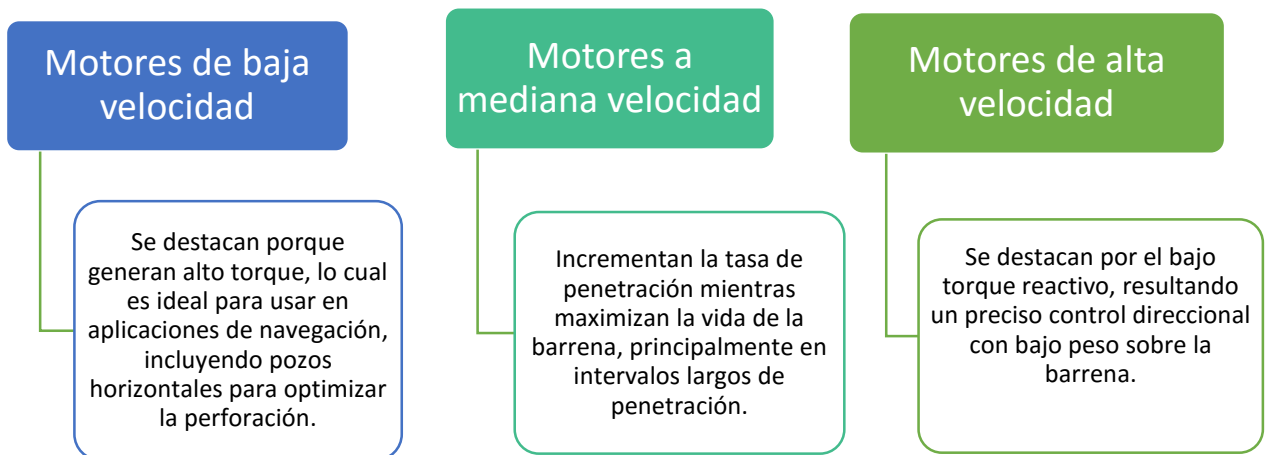 Motores de baja
velocidad
Se destacan porque
generan alto torque, lo cual
es ideal para usar en
aplicaciones de navegación,
incluyendo pozos
horizontales para optimizar
la perforación.
Motores a
mediana velocidad
Incrementan la tasa de
penetración mientras
maximizan la vida de la
barrena, principalmente en
intervalos largos de
penetración.
Motores de alta
velocidad
Se destacan por el bajo
torque reactivo, resultando
un preciso control direccional
con bajo peso sobre la
barrena.